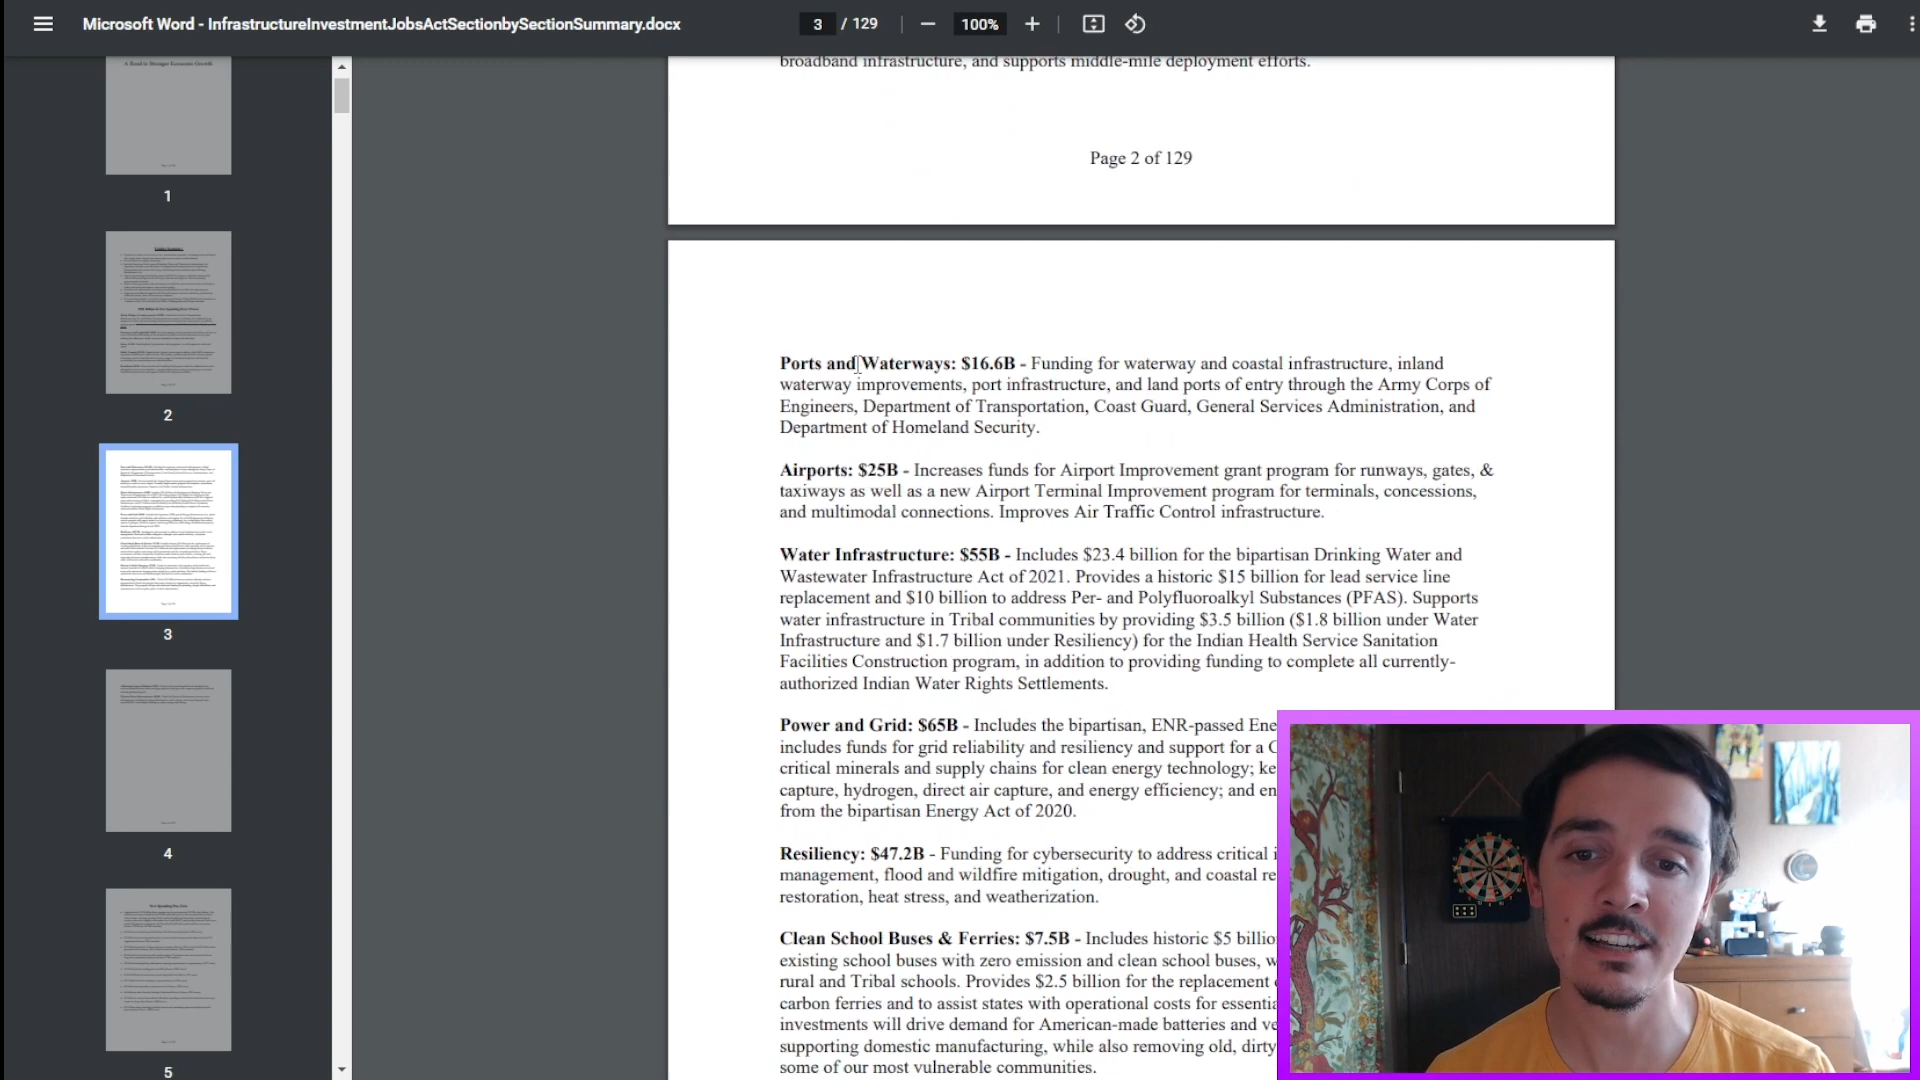 Microsoft Word - InfrastructureInvestmentJobsActSectionbySectionSummary.docx
3 / 129
100%
A Road to Stronger Economic Growth
1
2
3
4
5
broadband infrastructure, and supports middle-mile deployment efforts.
Page 2 of 129
Ports and Waterways: $16.6B - Funding for waterway and coastal infrastructure, inland
waterway improvements, port infrastructure, and land ports of entry through the Army Corps of
Engineers, Department of Transportation, Coast Guard, General Services Administration, and
Department of Homeland Security.
Airports: $25B - Increases funds for Airport Improvement grant program for runways, gates, &
taxiways as well as a new Airport Terminal Improvement program for terminals, concessions,
and multimodal connections. Improves Air Traffic Control infrastructure.
Water Infrastructure: $55B - Includes $23.4 billion for the bipartisan Drinking Water and
Wastewater Infrastructure Act of 2021. Provides a historic $15 billion for lead service line
replacement and $10 billion to address Per- and Polyfluoroalkyl Substances (PFAS). Supports
water infrastructure in Tribal communities by providing $3.5 billion ($1.8 billion under Water
Infrastructure and $1.7 billion under Resiliency) for the Indian Health Service Sanitation
Facilities Construction program, in addition to providing funding to complete all currently-
authorized Indian Water Rights Settlements.
Power and Grid: $65B - Includes the bipartisan, ENR-passed Ene
includes funds for grid reliability and resiliency and support for a
critical minerals and supply chains for clean energy technology; ke
capture, hydrogen, direct air capture, and energy efficiency; and en
from the bipartisan Energy Act of 2020.
Resiliency: $47.2B - Funding for cybersecurity to address critical i
management, flood and wildfire mitigation, drought, and coastal re
restoration, heat stress, and weatherization.
Clean School Buses & Ferries: $7.5B - Includes historic $5 billio
existing school buses with zero emission and clean school buses, w
rural and Tribal schools. Provides $2.5 billion for the replacement
carbon ferries and to assist states with operational costs for essentia
investments will drive demand for American-made batteries and ve
supporting domestic manufacturing, while also removing old, dirty
some of our most vulnerable communities.